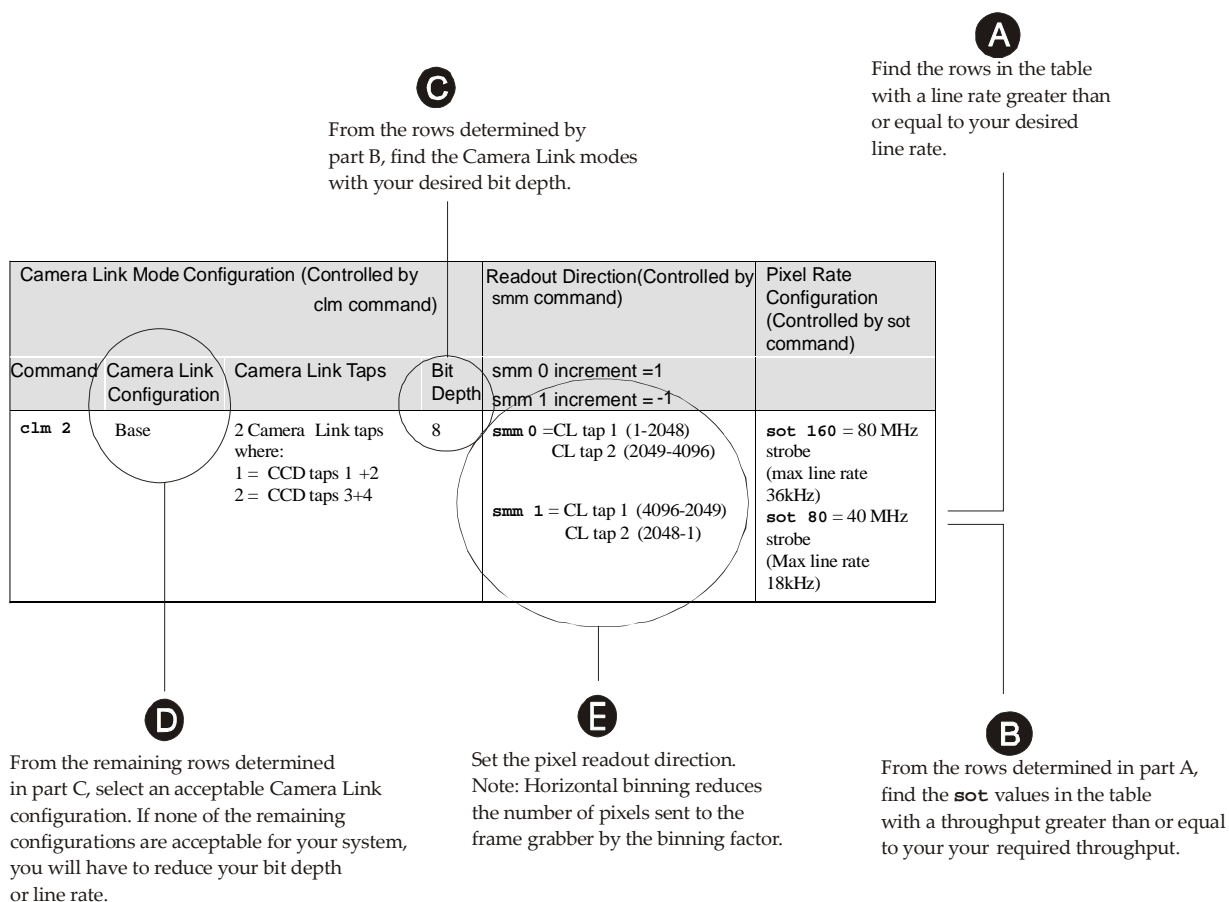 A
Find the rows in the table
with a line rate greater than
or equal to your desired
line rate.
C
From the rows determined by
part B, find the Camera Link modes
with your desired bit depth.
Camera Link Mode Configuration (Controlled by
clm command)
Readout Direction(Controlled by
smm command)
Pixel Rate
Configuration
(Controlled by sot
command)
Command
Camera Link
Configuration
Camera Link Taps
Bit
Depth
smm 0 increment =1
smm 1 increment = -1
clm 2
Base
2 Camera Link taps
where:
1 = CCD taps 1 +2
2 = CCD taps 3+4
8
smm 0 =CL tap 1 (1-2048)
CL tap 2 (2049-4096)
smm 1 = CL tap 1 (4096-2049)
CL tap 2 (2048-1)
sot 160 = 80 MHz
strobe
(max line rate
36kHz)
sot 80 = 40 MHz
strobe
(Max line rate
18kHz)
D
From the remaining rows determined
in part C, select an acceptable Camera Link
configuration. If none of the remaining
configurations are acceptable for your system,
you will have to reduce your bit depth
or line rate.
E
Set the pixel readout direction.
Note: Horizontal binning reduces
the number of pixels sent to the
frame grabber by the binning factor.
B
From the rows determined in part A,
find the sot values in the table
with a throughput greater than or equal
to your your required throughput.